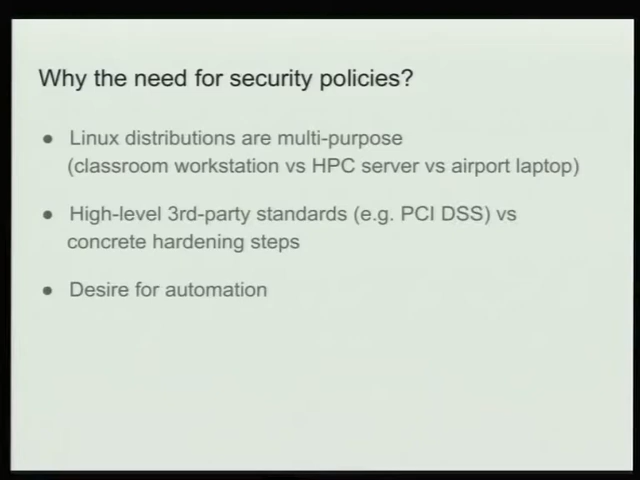 Why the need for security policies?
● Linux distributions are multi-purpose
(classroom workstation vs HPC server vs airport laptop)
● High-level 3rd-party standards (e.g. PCI DSS) vs
concrete hardening steps
● Desire for automation